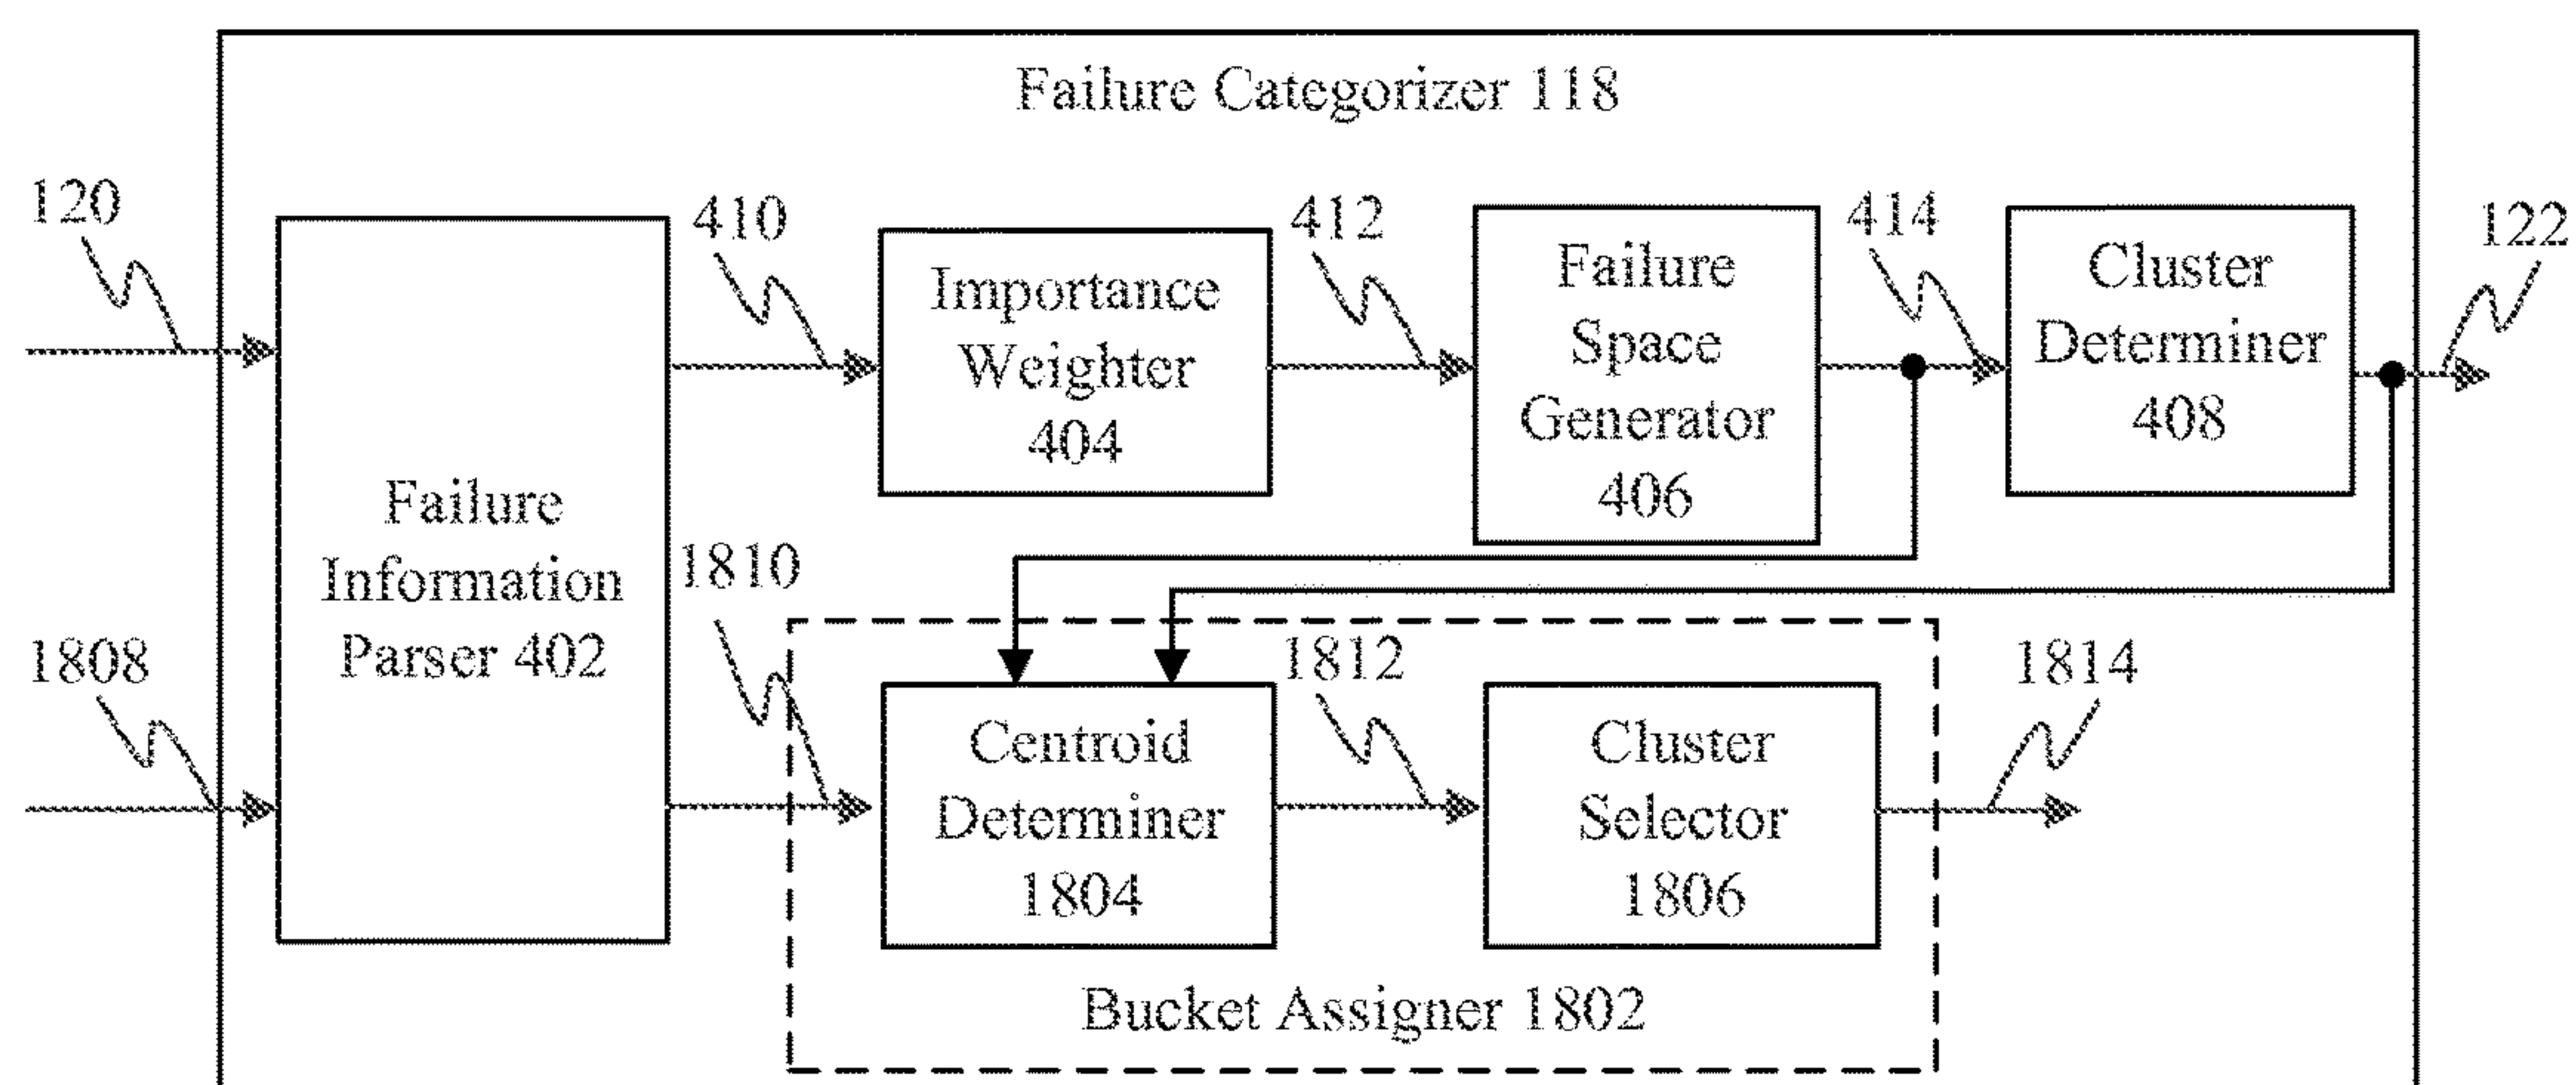 Failure Categorizer 118
120
410
412
414
122
Failure
Information
Parser 402
Importance
Weighter
404
Failure
Space
Generator
406
Cluster
Determiner
408
1808
1810
1812
1814
Centroid
Determiner
1804
Cluster
Selector
1806
Bucket Assigner 1802